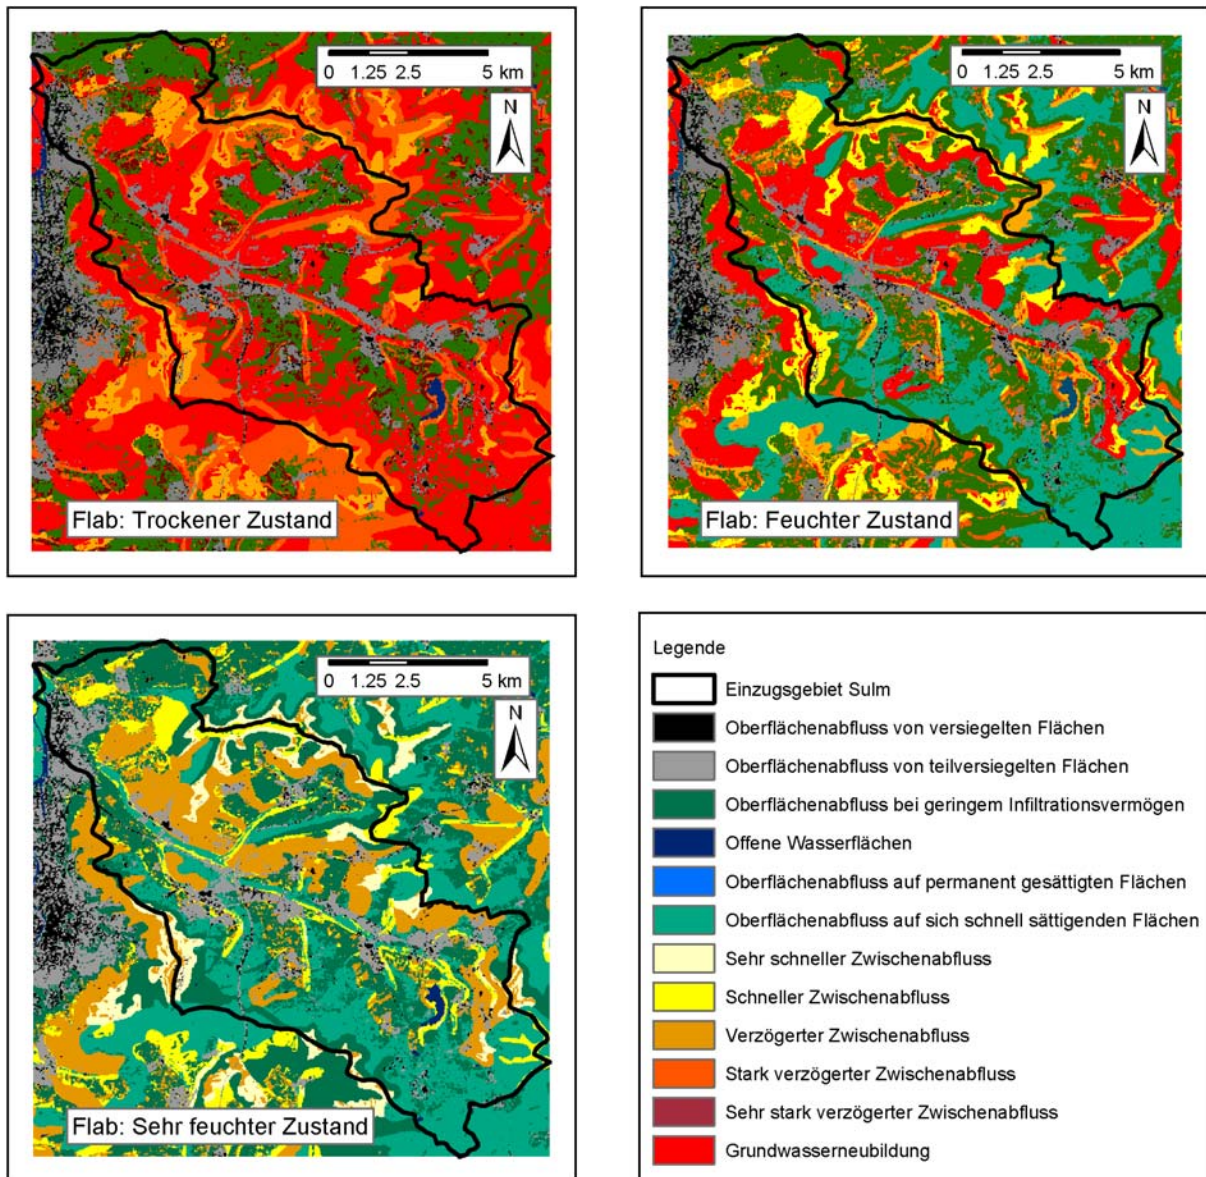 0 1.25 2.5 5 km
N
Flab: Trockener Zustand
0 1.25 2.5 5 km
N
Flab: Feuchter Zustand
0 1.25 2.5 5 km
N
Flab: Sehr feuchter Zustand
Legende
Einzugsgebiet Sulm
Oberflächenabfluss von versiegelten Flächen
Oberflächenabfluss von teilversiegelten Flächen
Oberflächenabfluss bei geringem Infiltrationsvermögen
Offene Wasserflächen
Oberflächenabfluss auf permanent gesättigten Flächen
Oberflächenabfluss auf sich schnell sättigenden Flächen
Sehr schneller Zwischenabfluss
Schneller Zwischenabfluss
Verzögerter Zwischenabfluss
Stark verzögerter Zwischenabfluss
Sehr stark verzögerter Zwischenabfluss
Grundwasserneubildung